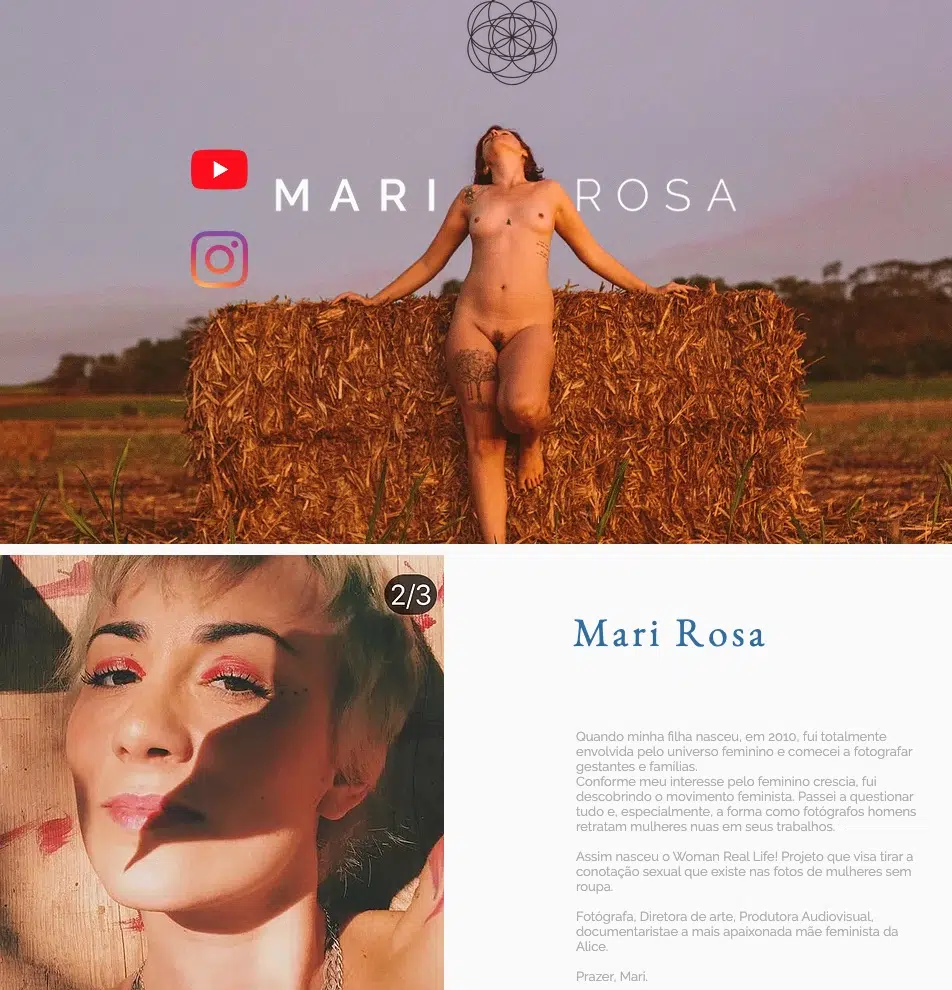 MARI ROSA
2/3
Mari Rosa
Quando minha filha nasceu, em 2010, fui totalmente
envolvida pelo universo feminino e comecei a fotografar
gestantes e famílias.
Conforme meu interesse pelo feminino crescia, fui
descobrindo o movimento feminista. Passei a questionar
tudo e, especialmente, a forma como fotógrafos homens
retratam mulheres nuas em seus trabalhos.
Assim nasceu o Woman Real Life! Projeto que visa tirar a
conotação sexual que existe nas fotos de mulheres sem
roupa.
Fotógrafa, Diretora de arte, Produtora Audiovisual,
documentaristae a mais apaixonada mãe feminista da
Alice.
Prazer, Mari.